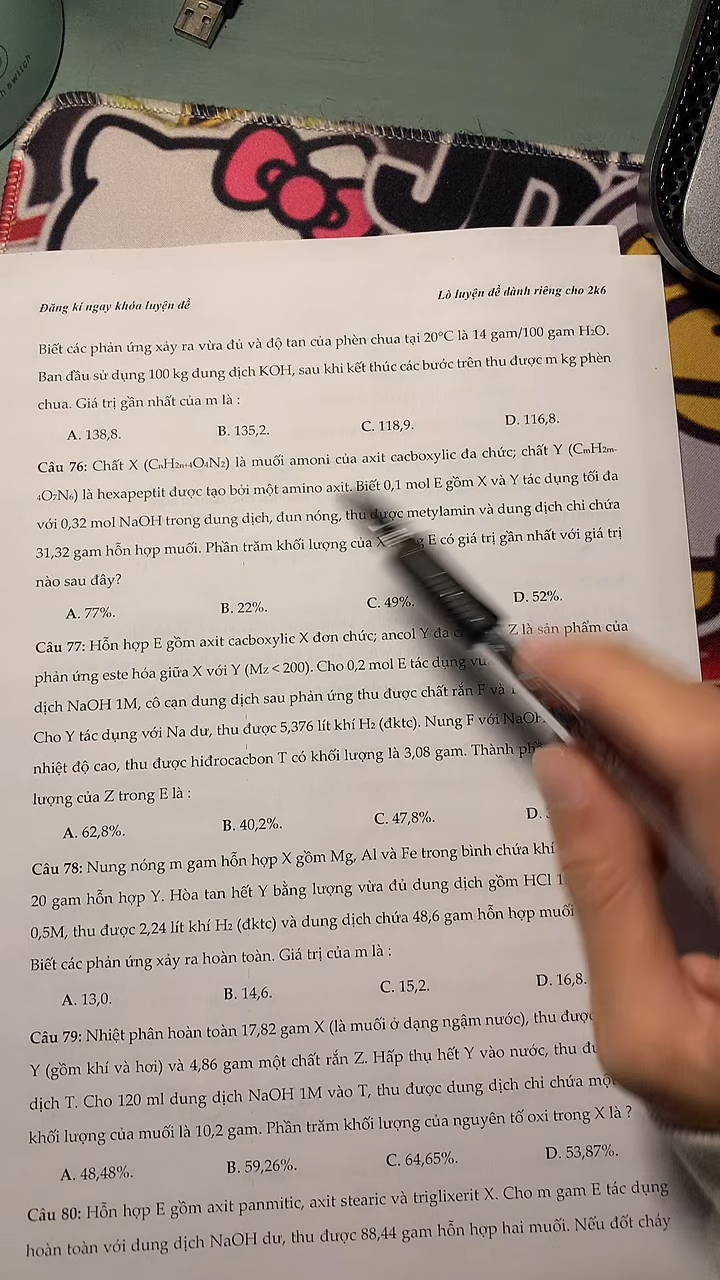 h switch
JP
Đăng kí ngay khóa luyện đề
Lò luyện đề dành riêng cho 2k6
Biết các phản ứng xảy ra vừa đủ và độ tan của phèn chua tại 20°C là 14 gam/100 gam H₂O.
Ban đầu sử dụng 100 kg dung dịch KOH, sau khi kết thúc các bước trên thu được m kg phèn
chua. Giá trị gần nhất của m là :
A. 138,8. B. 135,2. C. 118,9. D. 116,8.
Câu 76: Chất X (CₙH₂ₙ₊₄O₄N₂) là muối amoni của axit cacboxylic đa chức; chất Y (CₘH₂ₘ₋
₄O₇N₆) là hexapeptit được tạo bởi một amino axit. Biết 0,1 mol E gồm X và Y tác dụng tối đa
với 0,32 mol NaOH trong dung dịch, đun nóng, thu được metylamin và dung dịch chỉ chứa
31,32 gam hỗn hợp muối. Phần trăm khối lượng của X E có giá trị gần nhất với giá trị
nào sau đây?
A. 77%. B. 22%. C. 49%. D. 52%.
Câu 77: Hỗn hợp E gồm axit cacboxylic X đơn chức; ancol Y đa Z là sản phẩm của
phản ứng este hóa giữa X với Y (Mz < 200). Cho 0,2 mol E tác dụng
dịch NaOH 1M, cô cạn dung dịch sau phản ứng thu được chất rắn F và
Cho Y tác dụng với Na dư, thu được 5,376 lít khí H₂ (đktc). Nung F với
nhiệt độ cao, thu được hiđrocacbon T có khối lượng là 3,08 gam. Thành
lượng của Z trong E là :
A. 62,8%. B. 40,2%. C. 47,8%. D.
Câu 78: Nung nóng m gam hỗn hợp X gồm Mg, Al và Fe trong bình chứa khí
20 gam hỗn hợp Y. Hòa tan hết Y bằng lượng vừa đủ dung dịch gồm HCl
0,5M, thu được 2,24 lít khí H₂ (đktc) và dung dịch chứa 48,6 gam hỗn hợp muối
Biết các phản ứng xảy ra hoàn toàn. Giá trị của m là :
A. 13,0. B. 14,6. C. 15,2. D. 16,8.
Câu 79: Nhiệt phân hoàn toàn 17,82 gam X (là muối ở dạng ngậm nước), thu
Y (gồm khí và hơi) và 4,86 gam một chất rắn Z. Hấp thụ hết Y vào nước, thu
dịch T. Cho 120 ml dung dịch NaOH 1M vào T, thu được dung dịch chỉ chứa
khối lượng của muối là 10,2 gam. Phần trăm khối lượng của nguyên tố oxi trong X là ?
A. 48,48%. B. 59,26%. C. 64,65%. D. 53,87%.
Câu 80: Hỗn hợp E gồm axit panmitic, axit stearic và triglixerit X. Cho m gam E tác dụng
hoàn toàn với dung dịch NaOH dư, thu được 88,44 gam hỗn hợp hai muối. Nếu đốt cháy